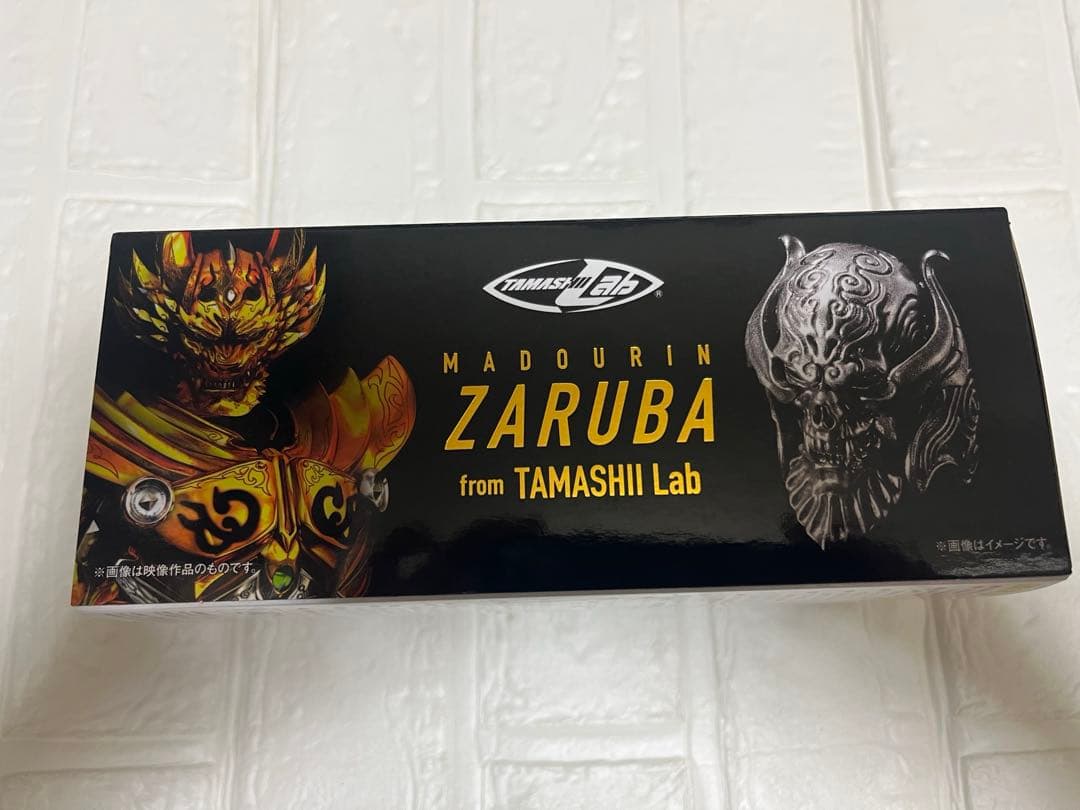 TAMASHII Lab®
MADOURIN
ZARUBA
from TAMASHII Lab
※画像は映像作品のものです。
※画像はイメージです。